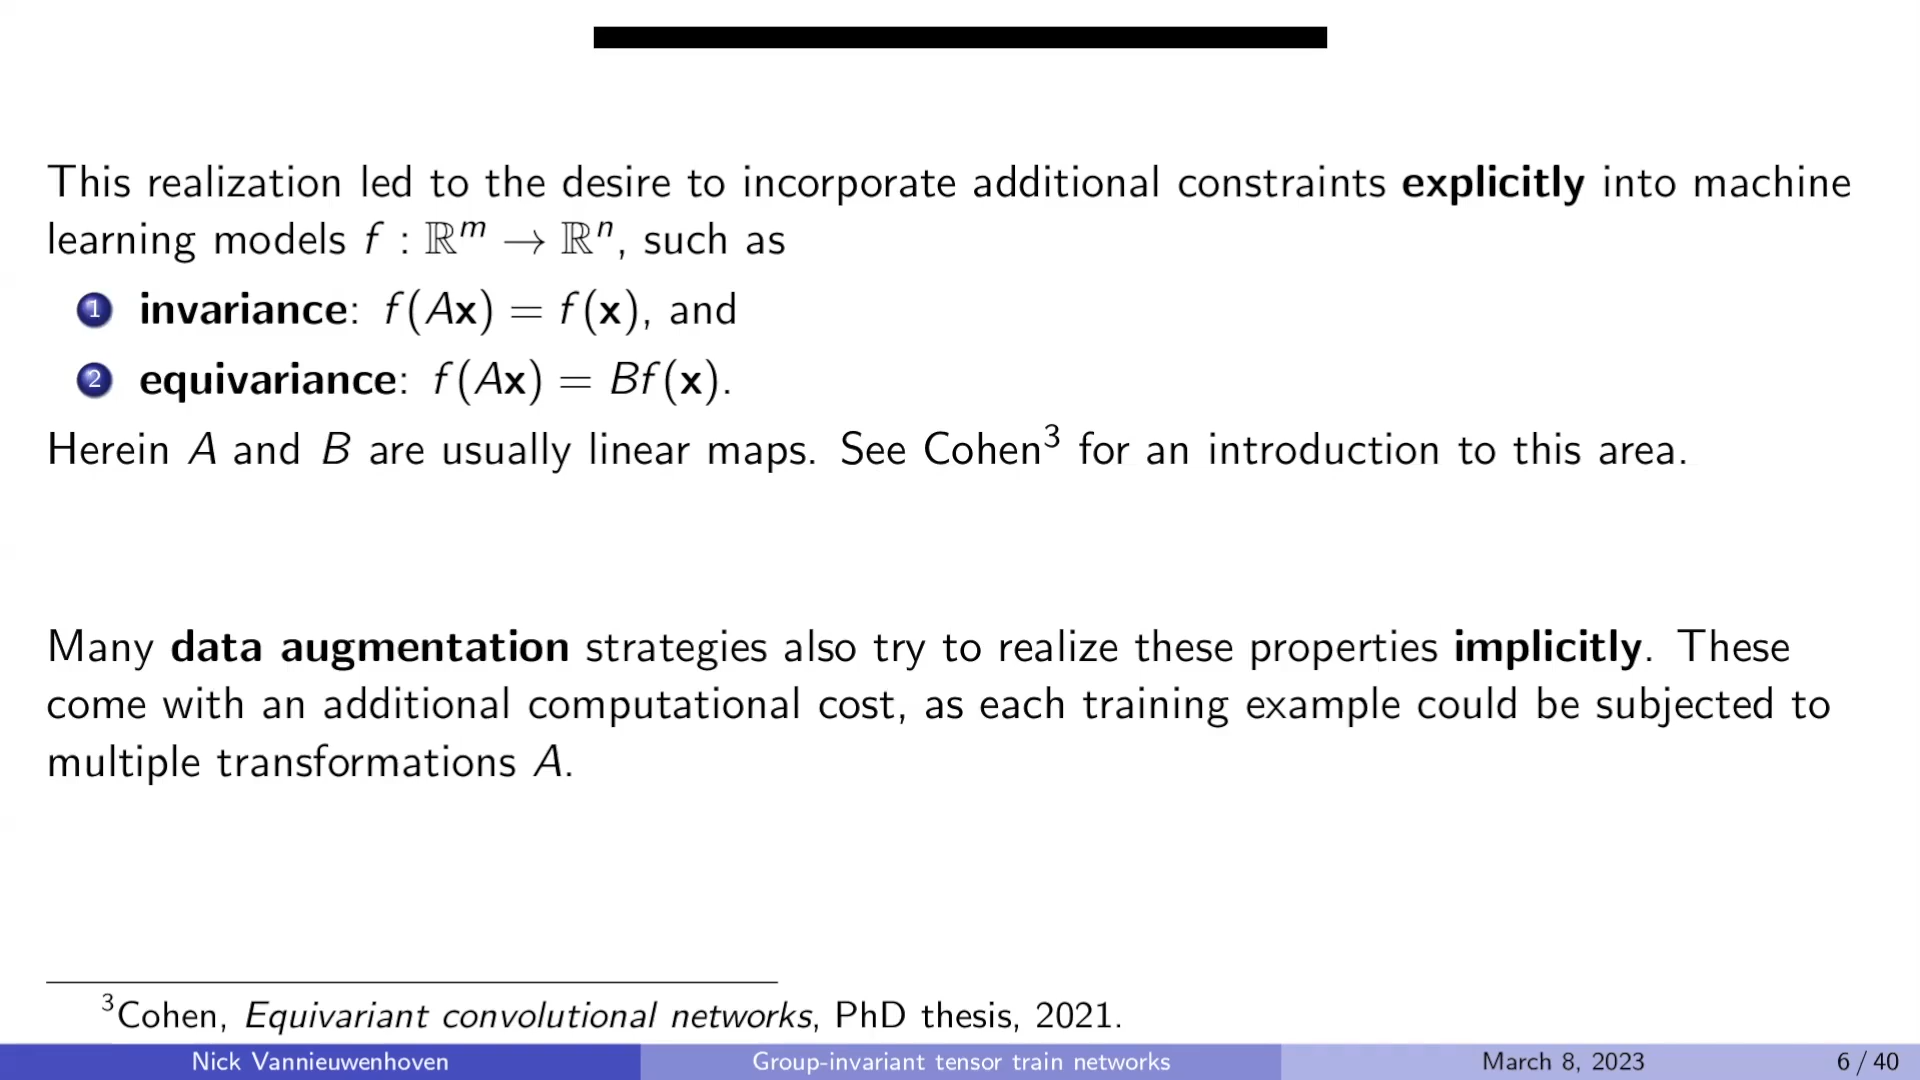 This realization led to the desire to incorporate additional constraints explicitly into machine
learning models f : ℝᵐ → ℝⁿ, such as
1 invariance: f(Ax) = f(x), and
2 equivariance: f(Ax) = Bf(x).
Herein A and B are usually linear maps. See Cohen³ for an introduction to this area.
Many data augmentation strategies also try to realize these properties implicitly. These
come with an additional computational cost, as each training example could be subjected to
multiple transformations A.
³Cohen, Equivariant convolutional networks, PhD thesis, 2021.
Nick Vannieuwenhoven Group-invariant tensor train networks March 8, 2023 6 / 40